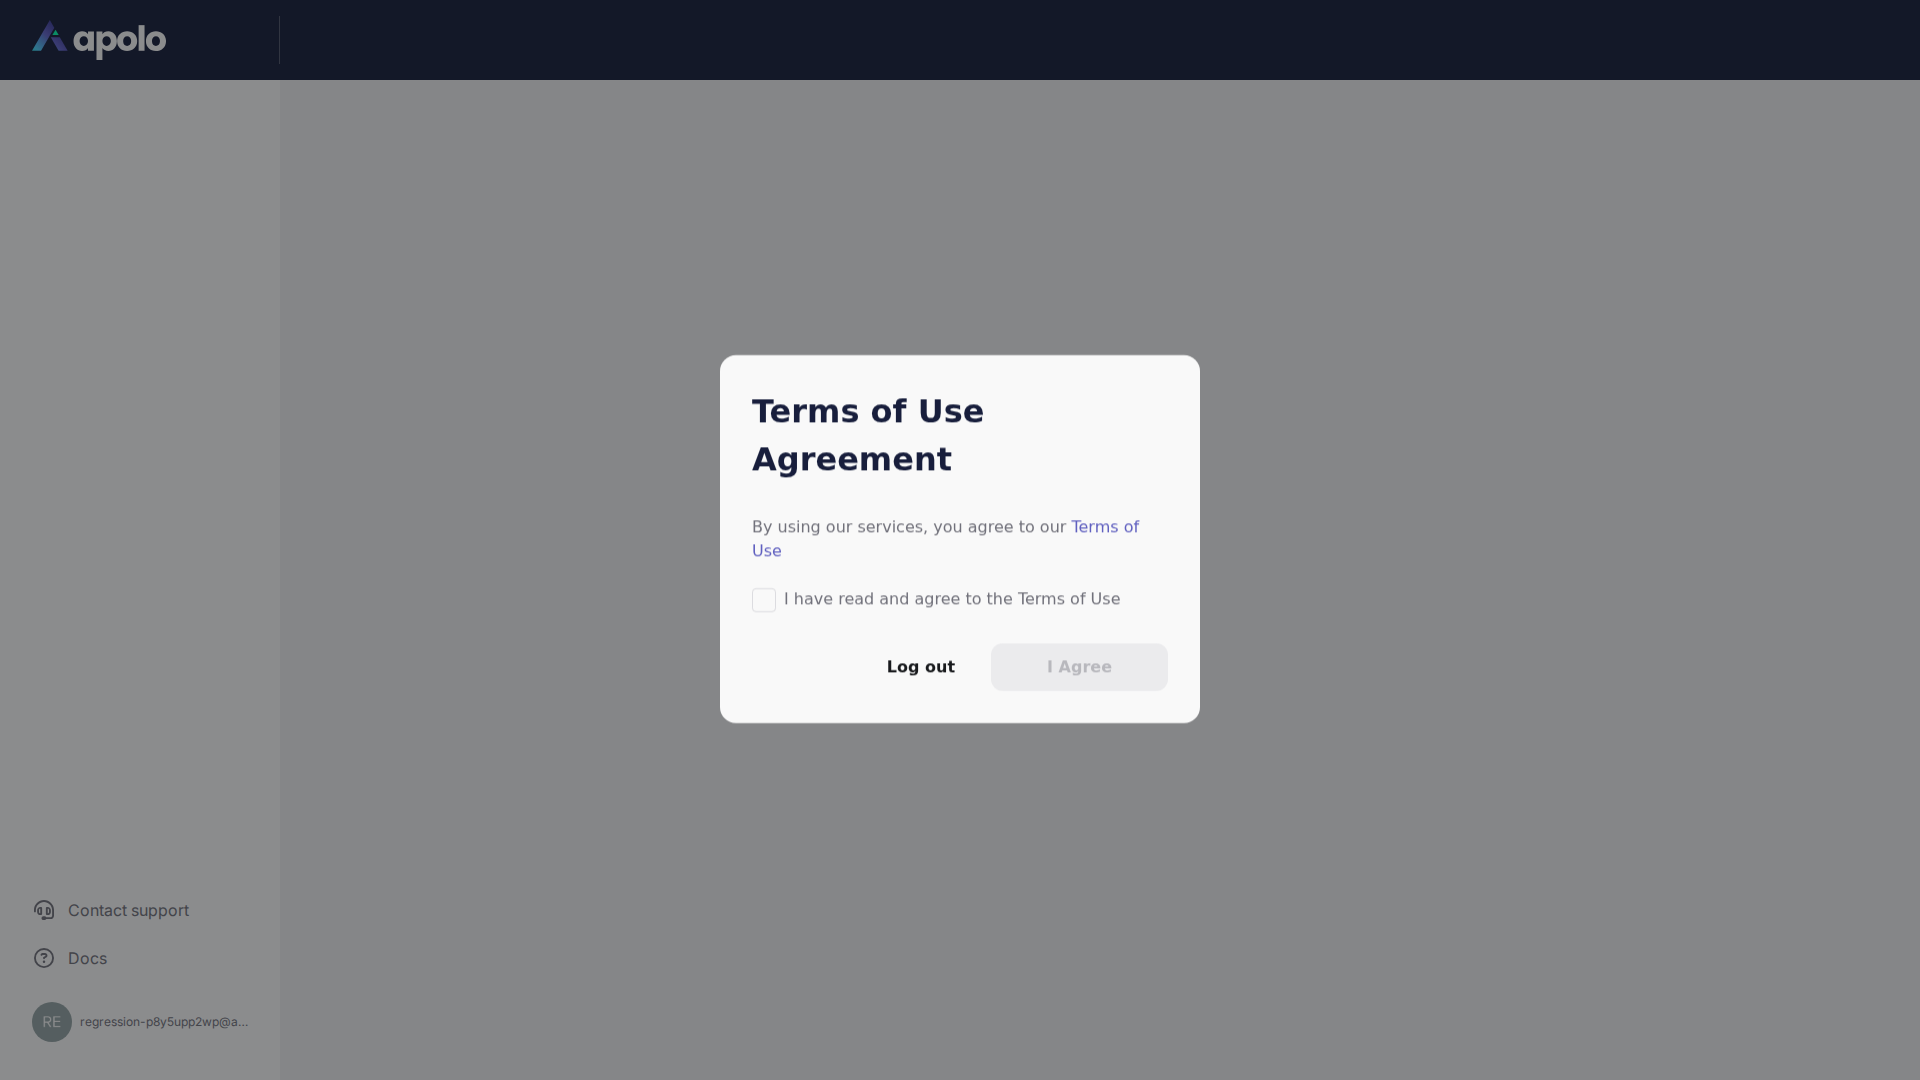 apolo
Terms of Use
Agreement
By using our services, you agree to our Terms of
Use
I have read and agree to the Terms of Use
Log out
I Agree
Contact support
Docs
RE
regression-p8y5upp2wp@a...